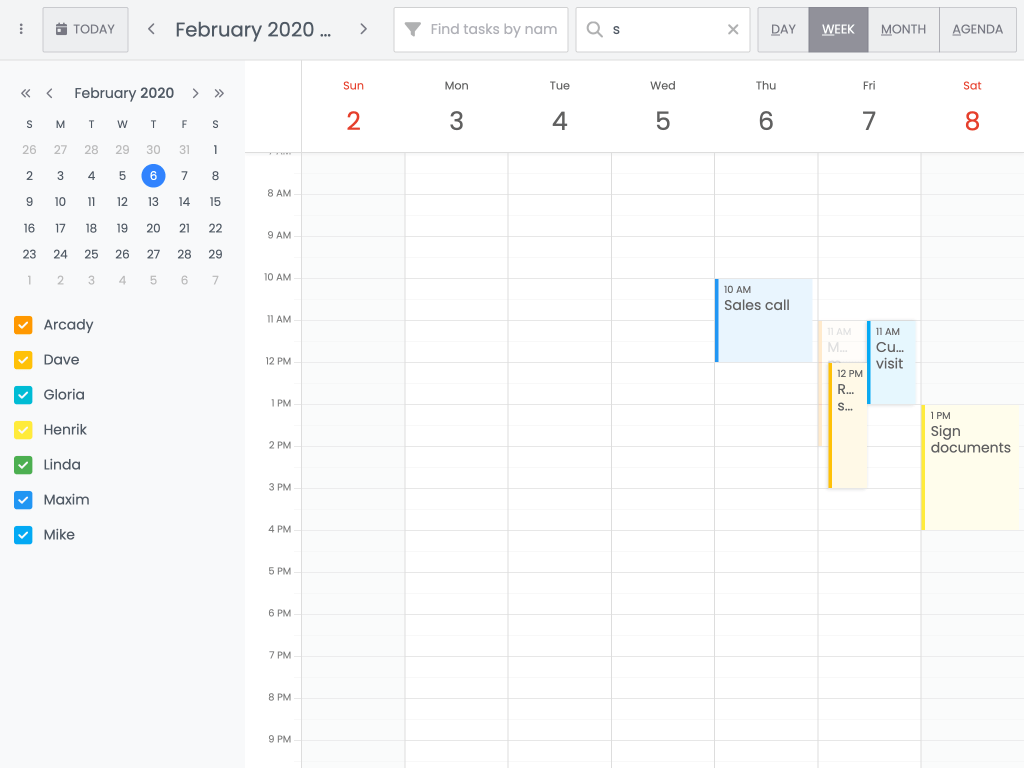 TODAY
February 2020 ...
Find tasks by nam
s
DAY
WEEK
MONTH
AGENDA
February 2020
S M T W T F S
26 27 28 29 30 31 1
2 3 4 5 6 7 8
9 10 11 12 13 14 15
16 17 18 19 20 21 22
23 24 25 26 27 28 29
1 2 3 4 5 6 7
Arcady
Dave
Gloria
Henrik
Linda
Maxim
Mike
Sun Mon Tue Wed Thu Fri Sat
2 3 4 5 6 7 8
8 AM
9 AM
10 AM
11 AM
12 PM
1 PM
2 PM
3 PM
4 PM
5 PM
6 PM
7 PM
8 PM
9 PM
10 AM
Sales call
11 AM
M...
12 PM
R...
s...
11 AM
Cu...
visit
1 PM
Sign
documents